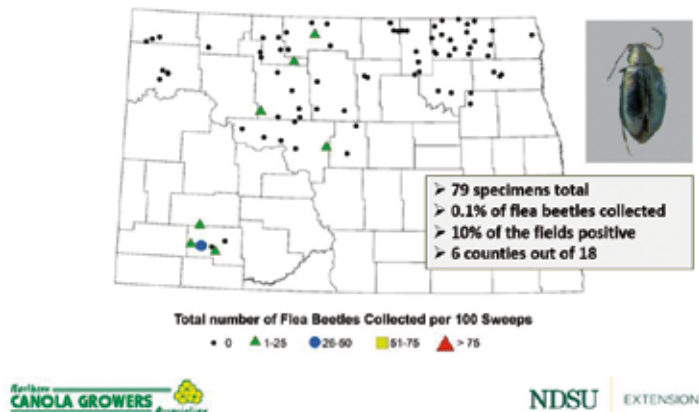 ➤ 79 specimens total
➤ 0.1% of flea beetles collected
➤ 10% of the fields positive
➤ 6 counties out of 18
Total number of Flea Beetles Collected per 100 Sweeps
0 1-25 26-50 51-75 > 75
Northern
CANOLA GROWERS
Association
NDSU EXTENSION